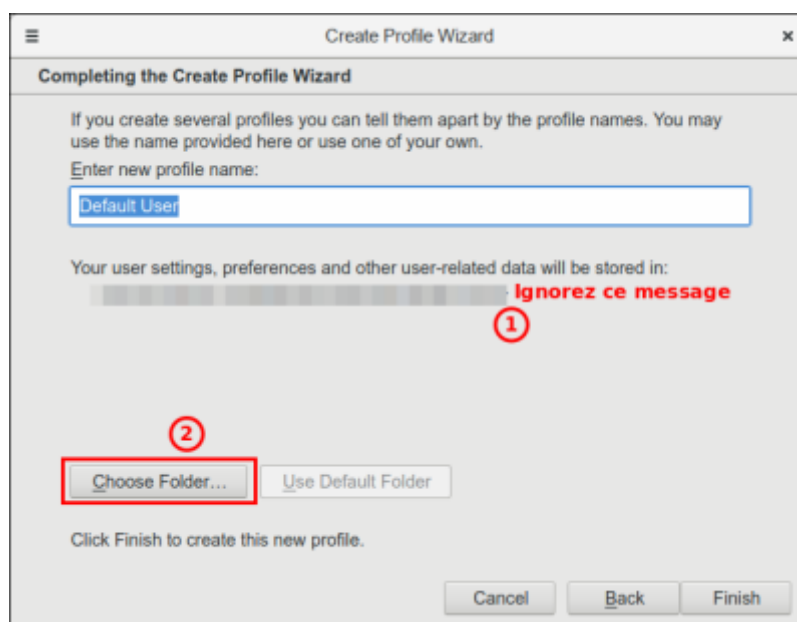 Create Profile Wizard
Completing the Create Profile Wizard
If you create several profiles you can tell them apart by the profile names. You may
use the name provided here or use one of your own.
Enter new profile name:
Default User
Your user settings, preferences and other user-related data will be stored in:
Ignorez ce message
1
2
Choose Folder...
Use Default Folder
Click Finish to create this new profile.
Cancel
Back
Finish